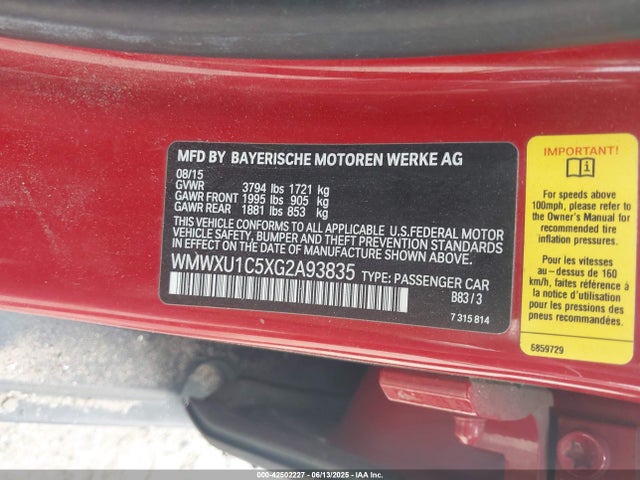 MFD BY BAYERISCHE MOTOREN WERKE AG
08/15
GVWR 3794 lbs 1721 kg
GAWR FRONT 1995 lbs 905 kg
GAWR REAR 1881 lbs 853 kg
THIS VEHICLE CONFORMS TO ALL APPLICABLE U.S.FEDERAL MOTOR
VEHICLE SAFETY, BUMPER AND THEFT PREVENTION STANDARDS
IN EFFECT ON THE DATE OF MANUFACTURE SHOWN ABOVE.
WMWXU1C5XG2A93835 TYPE: PASSENGER CAR
B83 / 3
7 315 814
IMPORTANT!
For speeds above
100mph, please refer to
the Owner's Manual for
recommended tire
inflation pressure.
Pour les vitesses
au-dessus de 160
km/h, faites référence à
la notice d'utilisation
pour les pressions des
pneus recommandés.
6859729
000-42502227 - 06/13/2025 - IAA Inc.